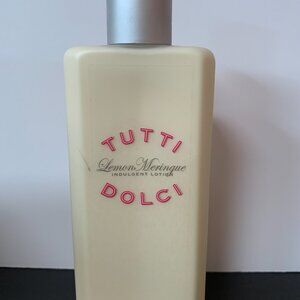 TUTTI
Lemon Meringue
INDULGENT LOTION
DOLCI